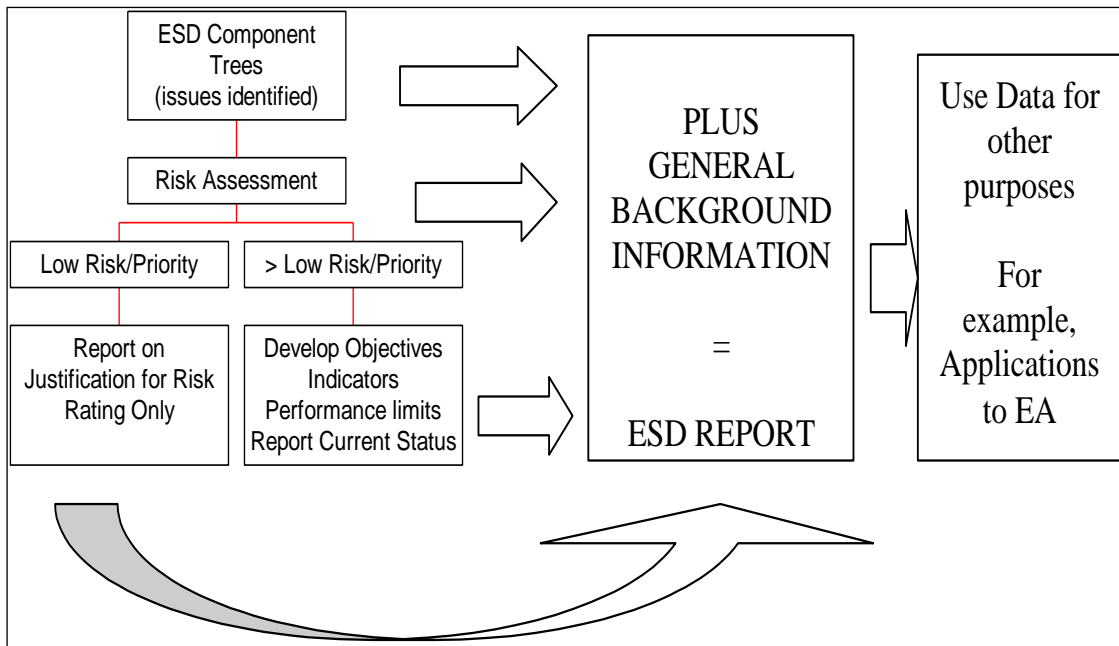 ESD Component
Trees
(issues identified)
Risk Assessment
Low Risk/Priority
> Low Risk/Priority
Report on
Justification for Risk
Rating Only
Develop Objectives
Indicators
Performance limits
Report Current Status
PLUS
GENERAL
BACKGROUND
INFORMATION
=
ESD REPORT
Use Data for
other
purposes
For
example,
Applications
to EA